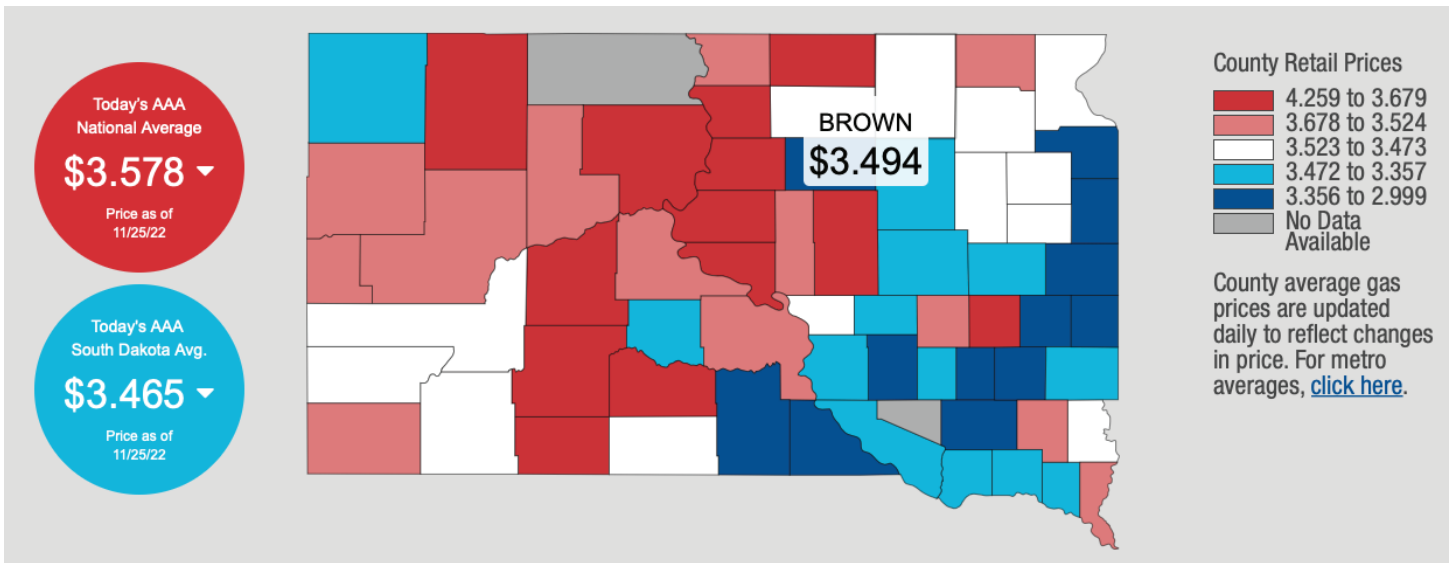 Today's AAA
National Average
$3.578
Price as of
11/25/22
Today's AAA
South Dakota Avg.
$3.465
Price as of
11/25/22
BROWN
$3.494
County Retail Prices
4.259 to 3.679
3.678 to 3.524
3.523 to 3.473
3.472 to 3.357
3.356 to 2.999
No Data
Available
County average gas
prices are updated
daily to reflect changes
in price. For metro
averages, click here.